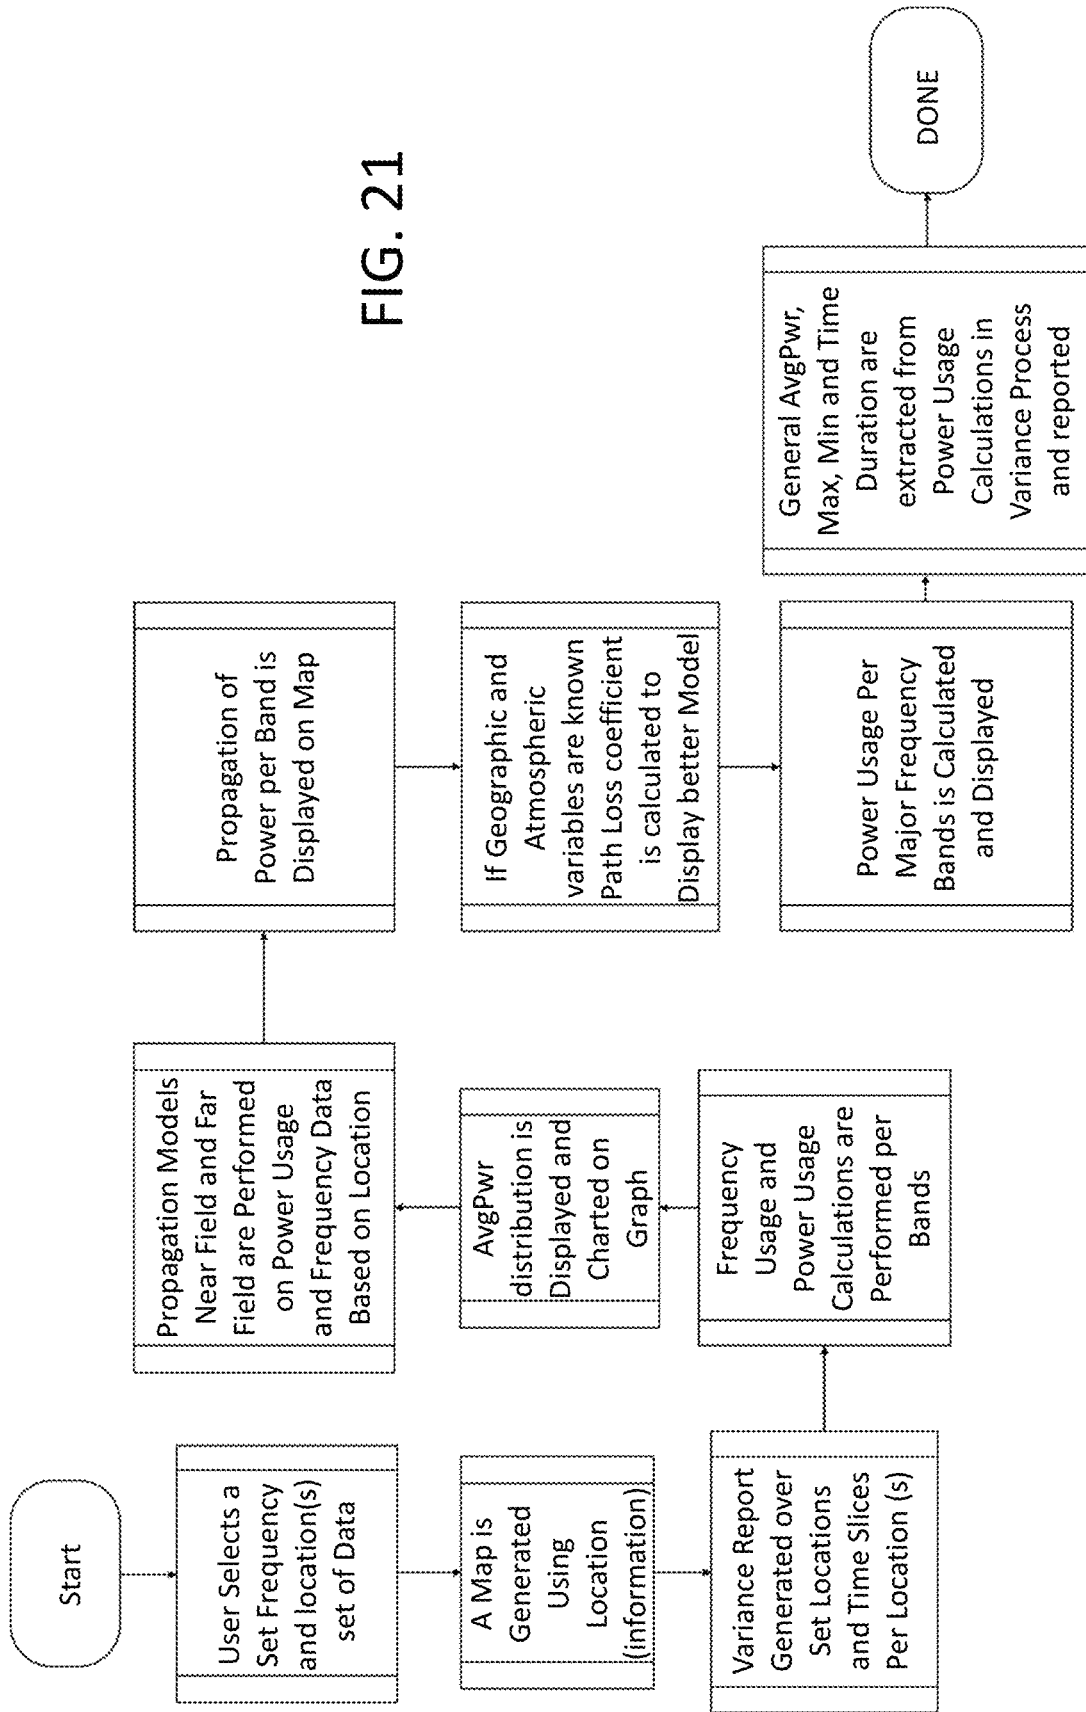 FIG. 21
Start
User Selects a
Set Frequency
and location(s)
set of Data
A Map is
Generated
Using
Location
(information)
Variance Report
Generated over
Set Locations
and Time Slices
Per Location (s)
Frequency
Usage and
Power Usage
Calculations are
Performed per
Bands
AvgPwr
distribution is
Displayed and
Charted on
Graph
Propagation Models
Near Field and Far
Field are Performed
on Power Usage
and Frequency Data
Based on Location
Propagation of
Power per Band is
Displayed on Map
If Geographic and
Atmospheric
variables are known
Path Loss coefficient
is calculated to
Display better Model
Power Usage Per
Major Frequency
Bands is Calculated
and Displayed
General AvgPwr,
Max, Min and Time
Duration are
extracted from
Power Usage
Calculations in
Variance Process
and reported
DONE